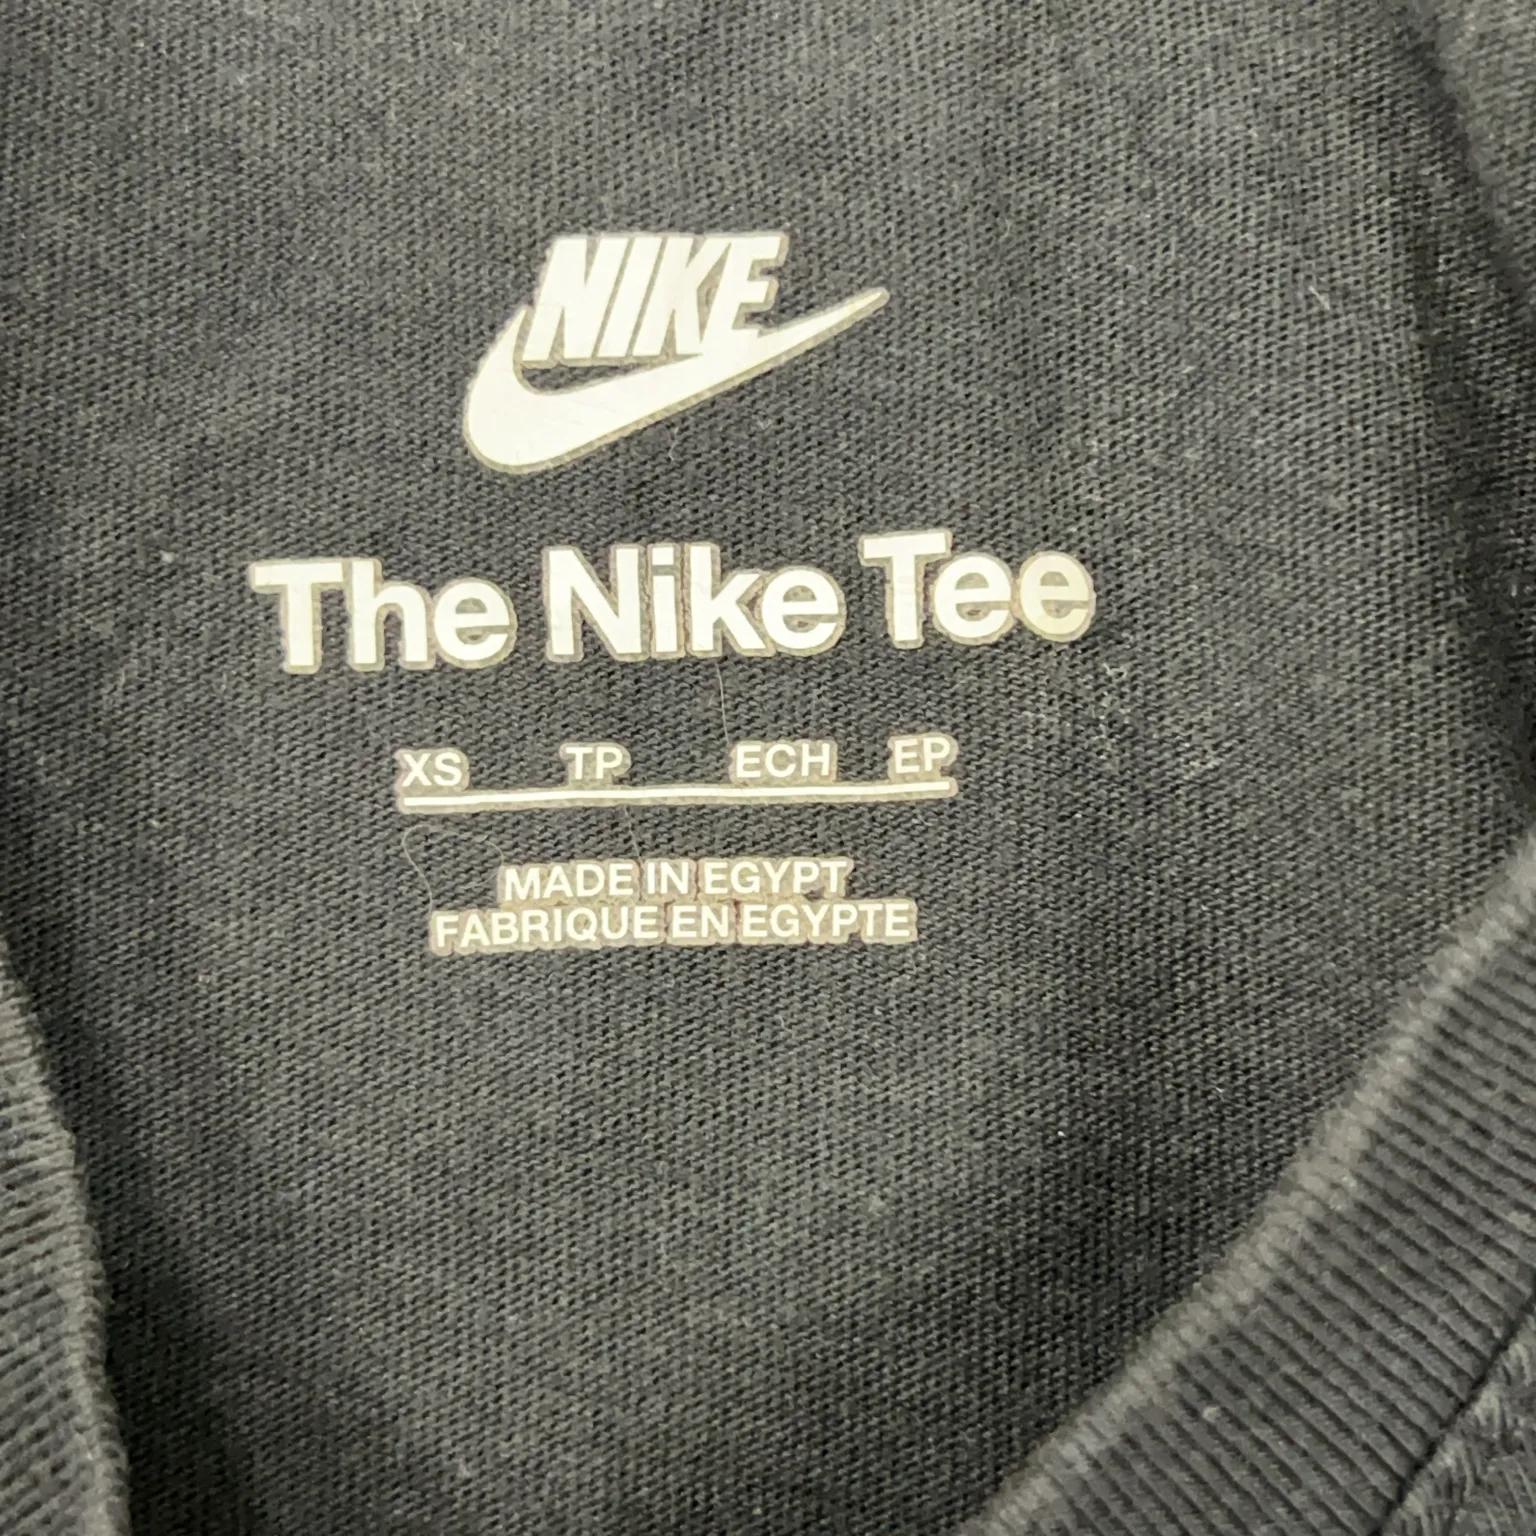 NIKE
The Nike Tee
XS TP ECH EP
MADE IN EGYPT
FABRIQUE EN EGYPTE